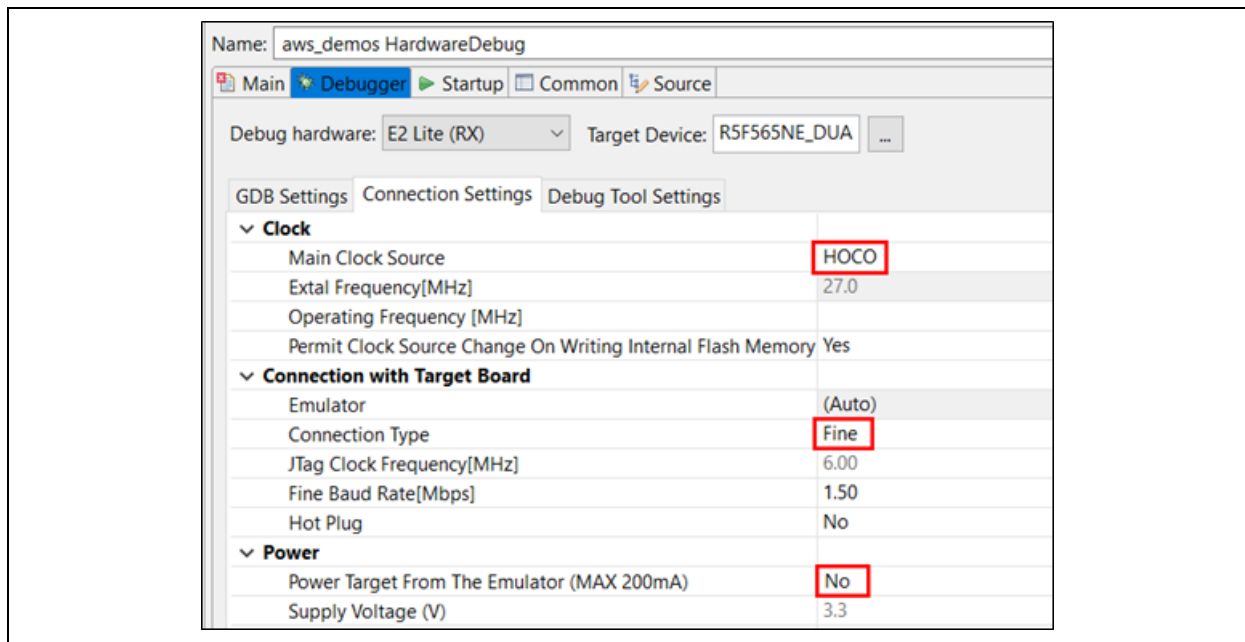 Name: aws_demos HardwareDebug
Main Debugger Startup Common Source
Debug hardware: E2 Lite (RX) Target Device: R5F565NE_DUA ...
GDB Settings Connection Settings Debug Tool Settings
Clock
Main Clock Source HOCO
Extal Frequency[MHz] 27.0
Operating Frequency [MHz]
Permit Clock Source Change On Writing Internal Flash Memory Yes
Connection with Target Board
Emulator (Auto)
Connection Type Fine
JTag Clock Frequency[MHz] 6.00
Fine Baud Rate[Mbps] 1.50
Hot Plug No
Power
Power Target From The Emulator (MAX 200mA) No
Supply Voltage (V) 3.3